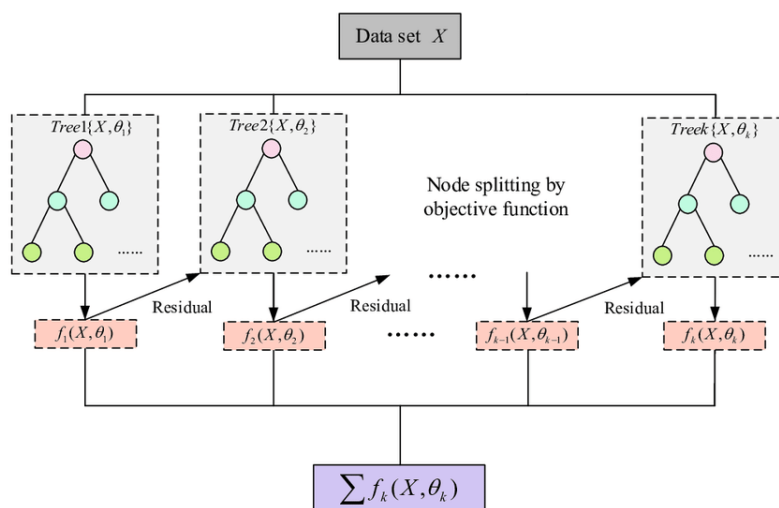 Data set X
Tree1{X,θ₁}
Tree2{X,θ₂}
Treek{X,θₖ}
Node splitting by
objective function
......
......
......
......
Residual
Residual
Residual
f₁(X,θ₁)
f₂(X,θ₂)
......
fₖ₋₁(X,θₖ₋₁)
fₖ(X,θₖ)
∑fₖ(X,θₖ)